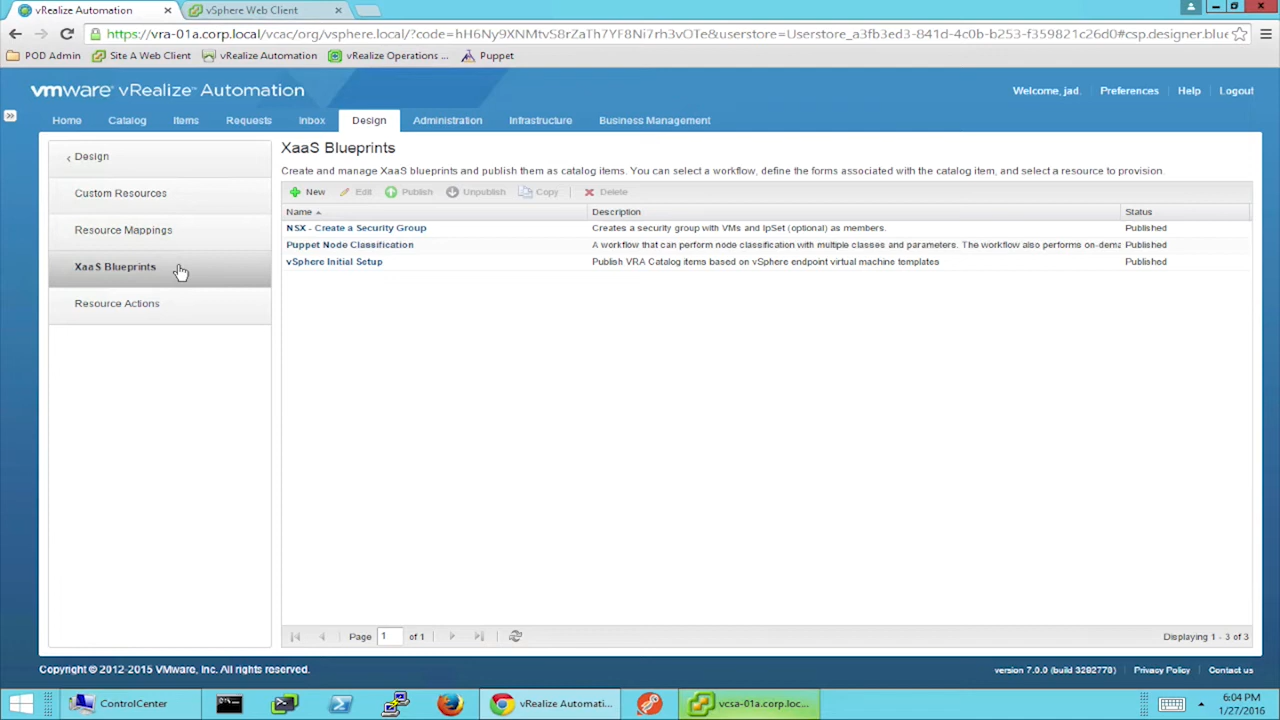 vRealize Automation
vSphere Web Client
https://vra-01a.corp.local/vcac/org/vsphere.local/?code=hH6Ny9XNMtvXrZaTh7YF8Ni7rh3vOTe&userstore=Userstore_a3fb3ed3-841d-4c0b-b253-f535971821c26d0#csp.designer.blue
POD Admin
Site A Web Client
vRealize Automation
vRealize Operations ...
Puppet
vmware vRealize Automation
Welcome, jad.
Preferences
Help
Logout
Home
Catalog
Items
Requests
Inbox
Design
Administration
Infrastructure
Business Management
Design
Custom Resources
Resource Mappings
XaaS Blueprints
Resource Actions
XaaS Blueprints
Create and manage XaaS blueprints and publish them as catalog items. You can select a workflow, define the forms associated with the catalog item, and select a resource to provision.
New
Edit
Publish
Unpublish
Copy
Delete
Name
Description
Status
NSX - Create a Security Group
Creates a security group with VMs and IpSet (optional) as members.
Published
Puppet Node Classification
A workflow that can perform node classification with multiple classes and parameters. The workflow also performs on-dema
Published
vSphere Initial Setup
Publish VRA Catalog items based on vSphere endpoint virtual machine templates
Published
Page 1 of 1
Displaying 1 - 3 of 3
Copyright © 2012-2015 VMware, Inc. All rights reserved.
version 7.0.0 (build 3292778)
Privacy Policy
Contact us
ControlCenter
vRealize Automati...
vcsa-01a.corp.loc...
6:04 PM
1/27/2016